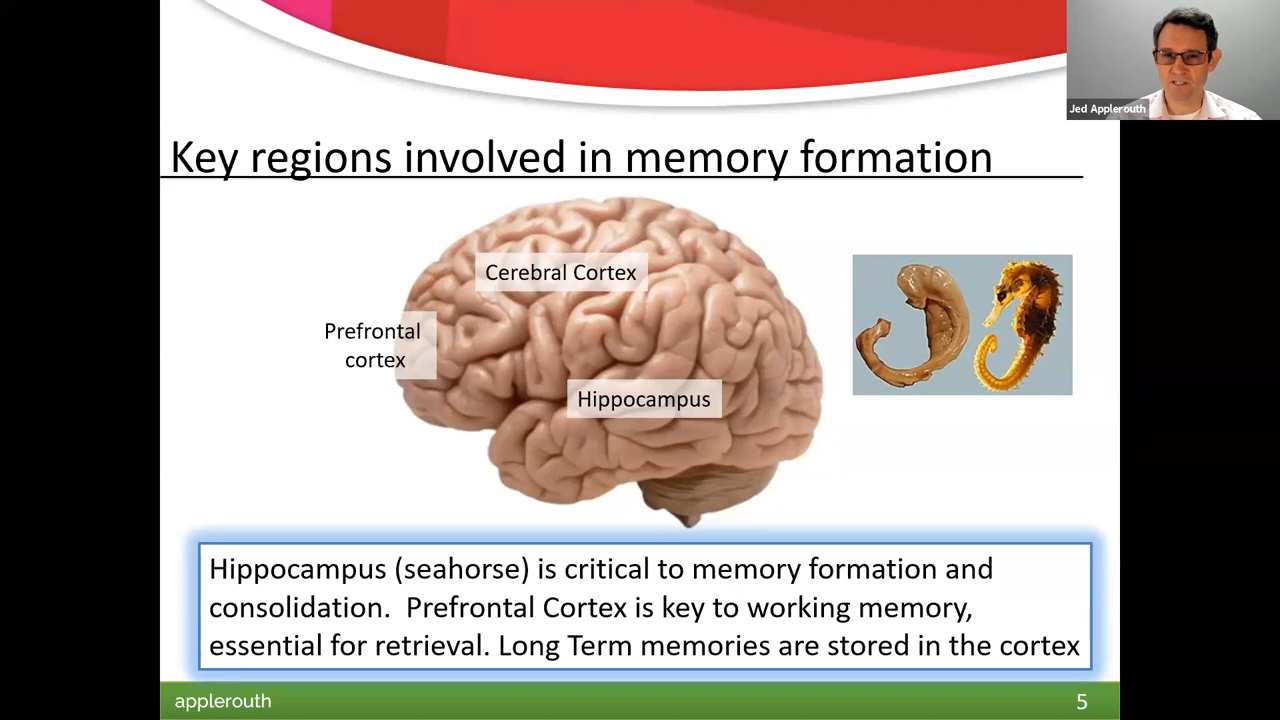 Jed Applerouth
Key regions involved in memory formation
Cerebral Cortex
Prefrontal
cortex
Hippocampus
Hippocampus (seahorse) is critical to memory formation and
consolidation.  Prefrontal Cortex is key to working memory,
essential for retrieval. Long Term memories are stored in the cortex
applerouth
5